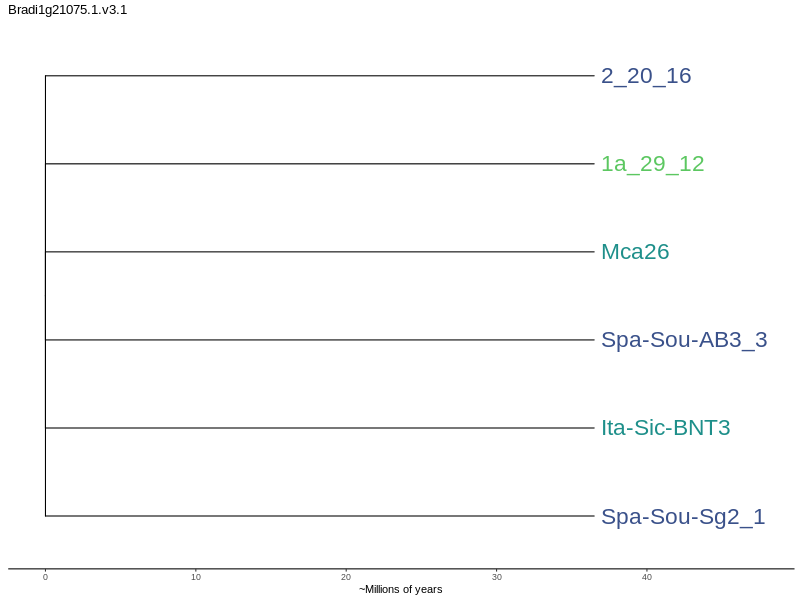 Bradi1g21075.1.v3.1
2_20_16
1a_29_12
Mca26
Spa-Sou-AB3_3
Ita-Sic-BNT3
Spa-Sou-Sg2_1
0 10 20 30 40
~Millions of years